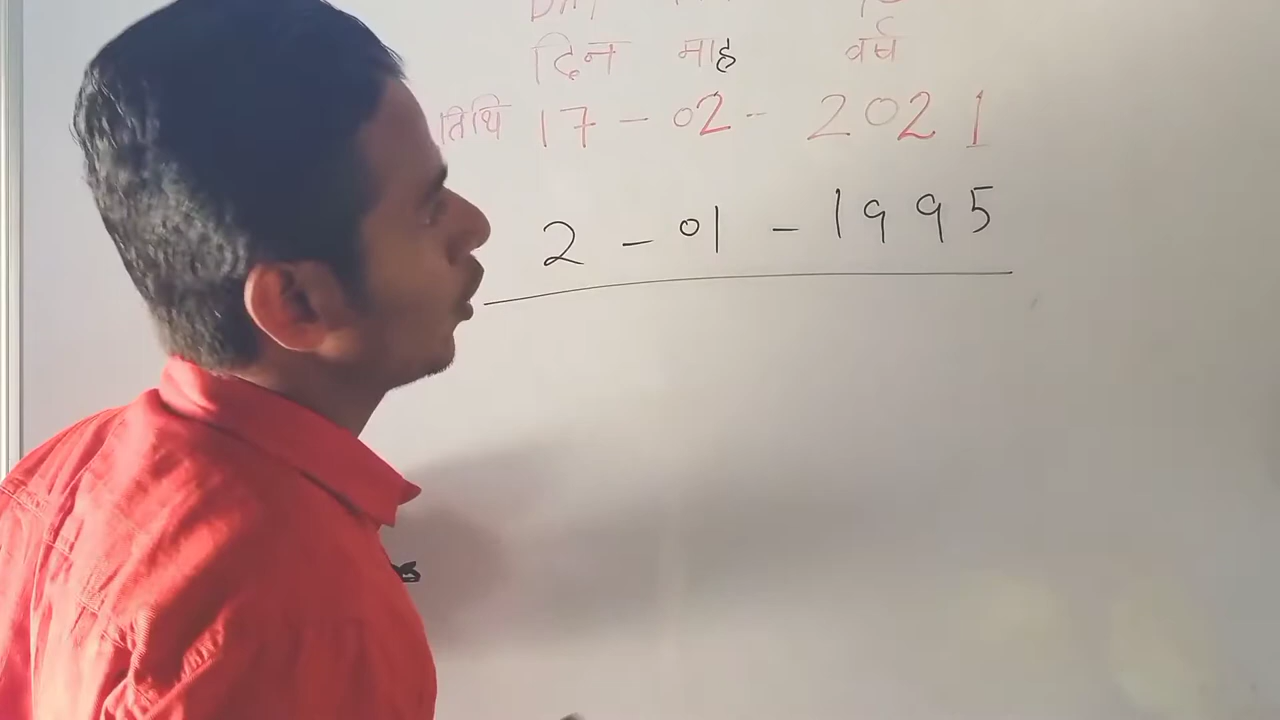 दिन माह वर्ष
तिथि 17 - 02 - 2021
2 - 01 - 1995